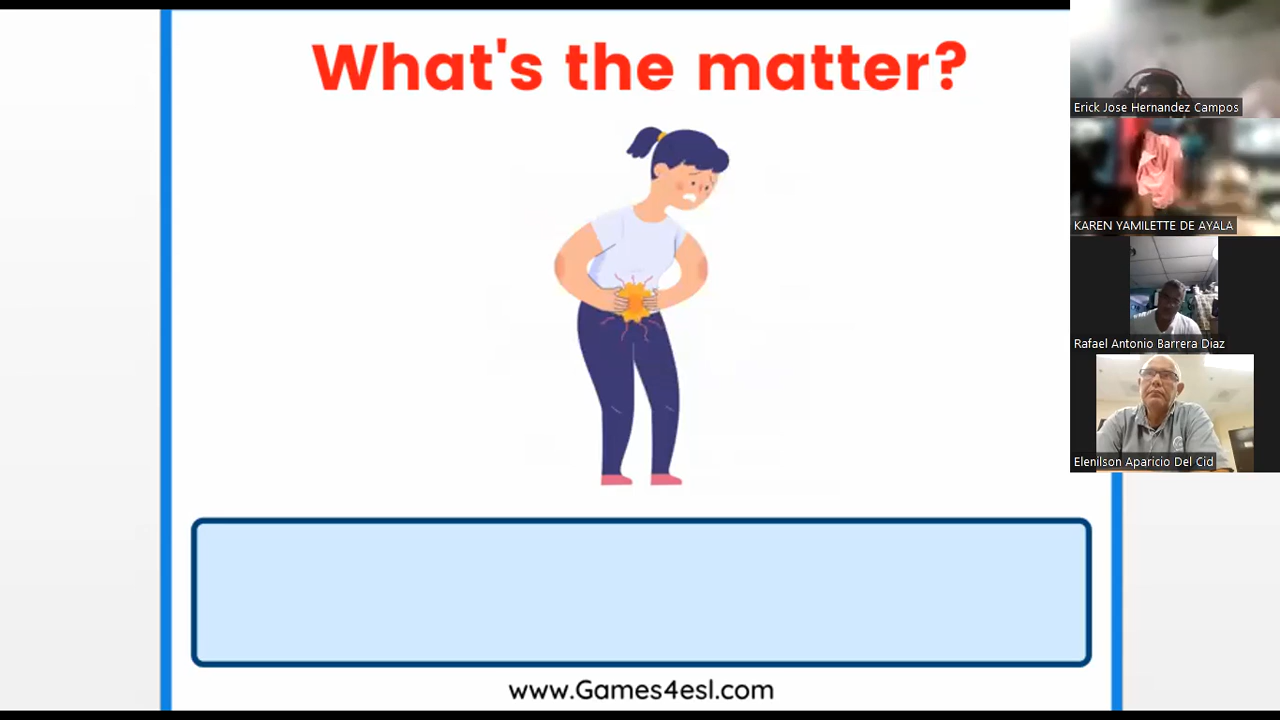 What's the matter?
Erick Jose Hernandez Campos
KAREN YAMILETTE DE AYALA
Rafael Antonio Barrera Diaz
Elenilson Aparicio Del Cid
www.Games4esl.com